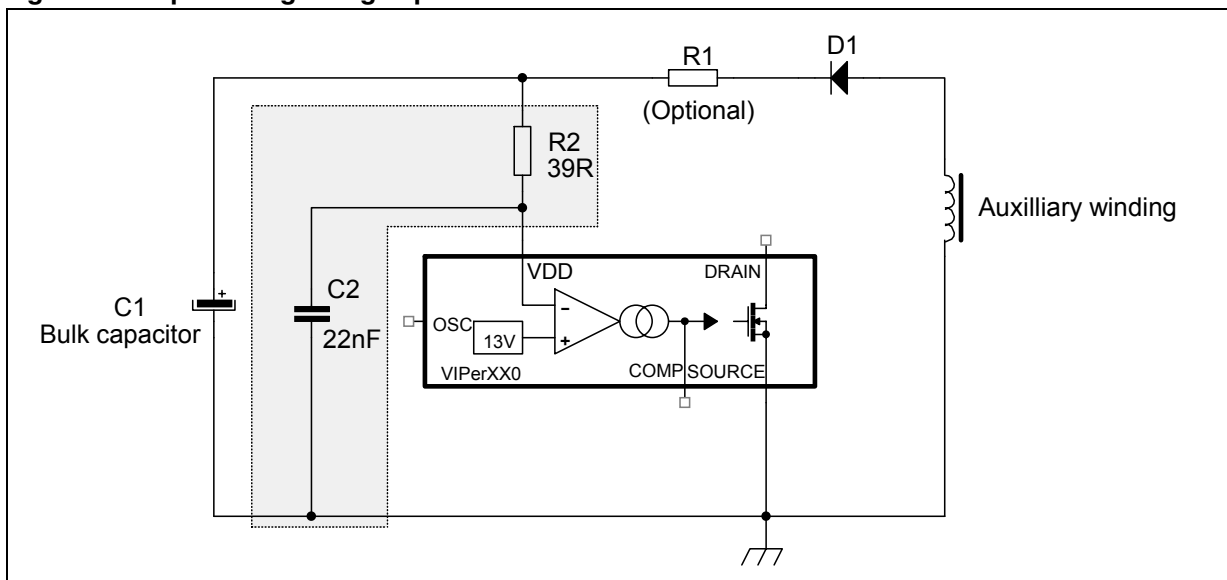 D1
R1
(Optional)
R2
39R
Auxilliary winding
VDD
DRAIN
C2
22nF
C1
Bulk capacitor
+
OSC
13V
−
+
COMP
SOURCE
VIPerXX0